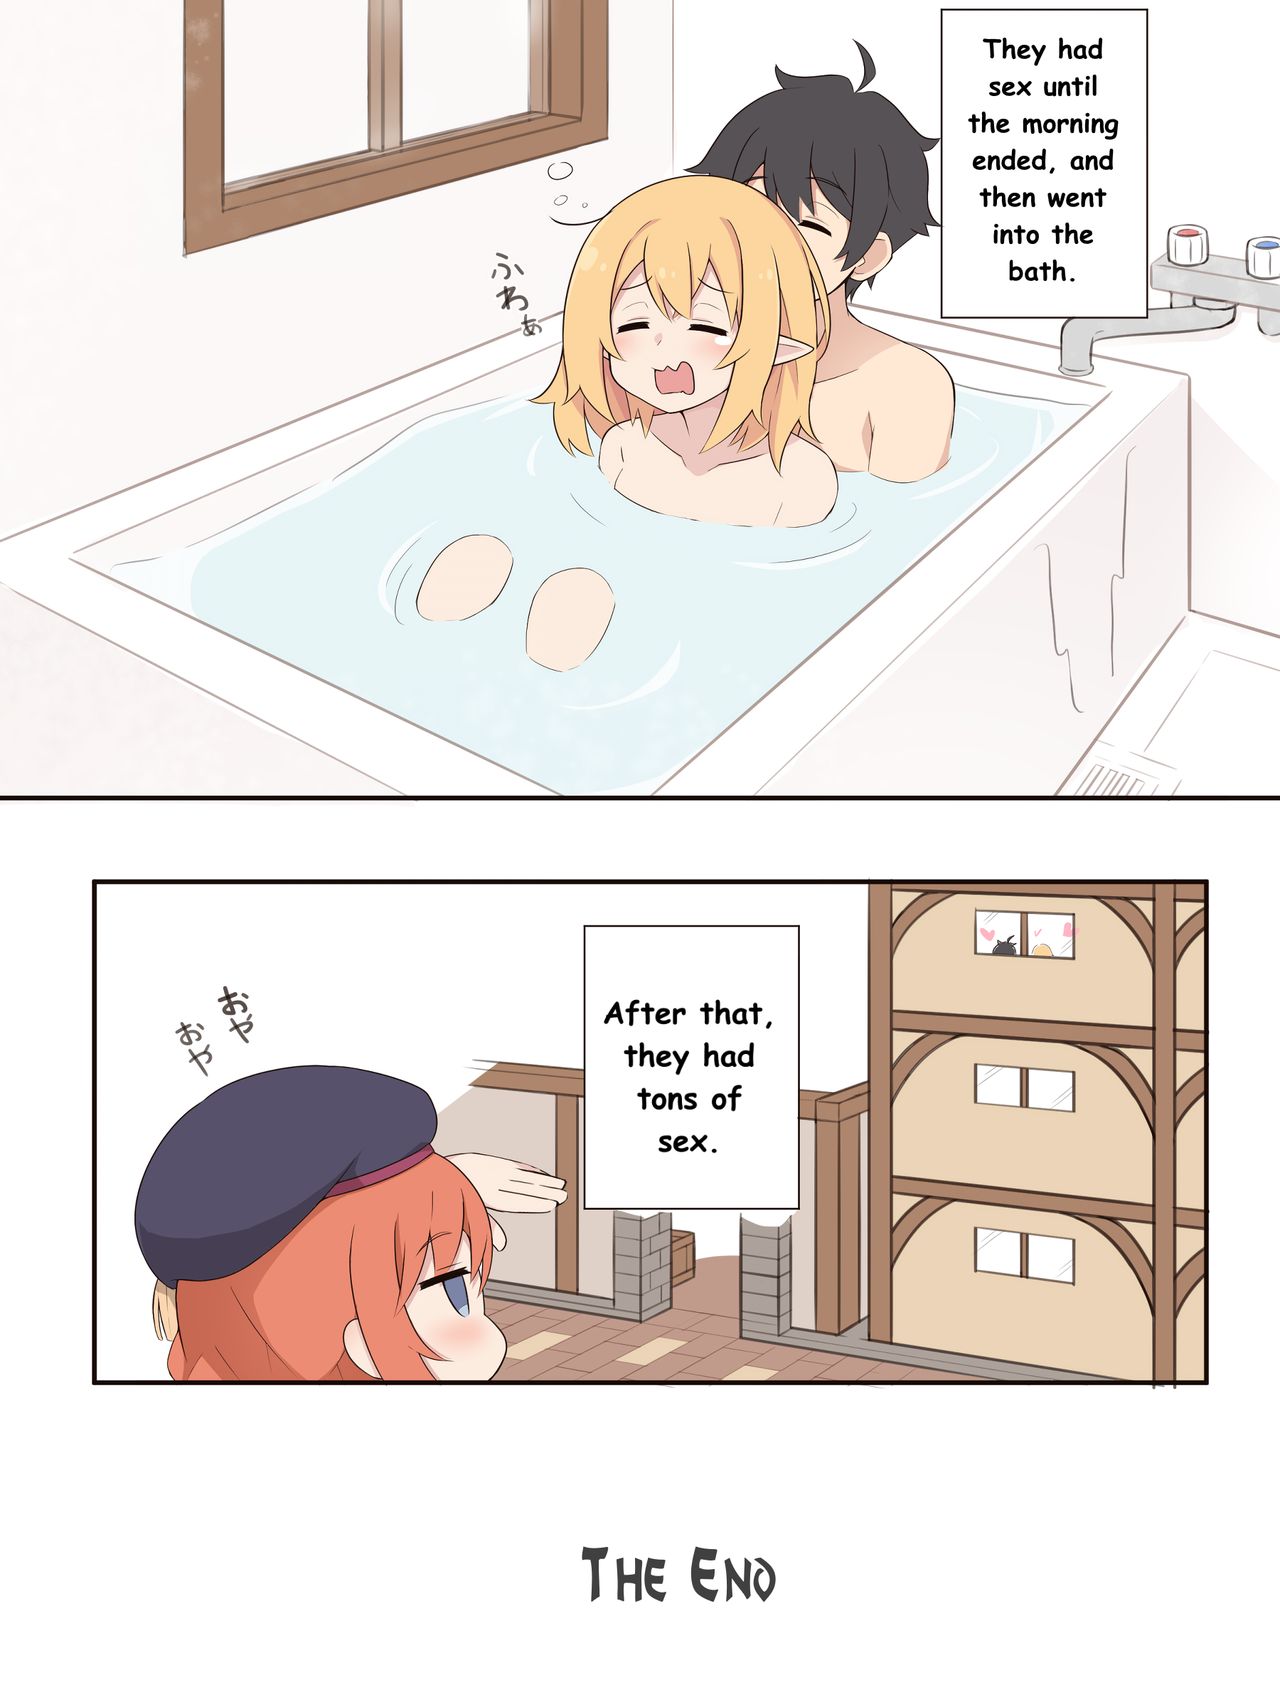 They had
sex until
the morning
ended, and
then went
into the
bath.
ふわぁ
After that,
they had
tons of
sex.
おや
おや
The End